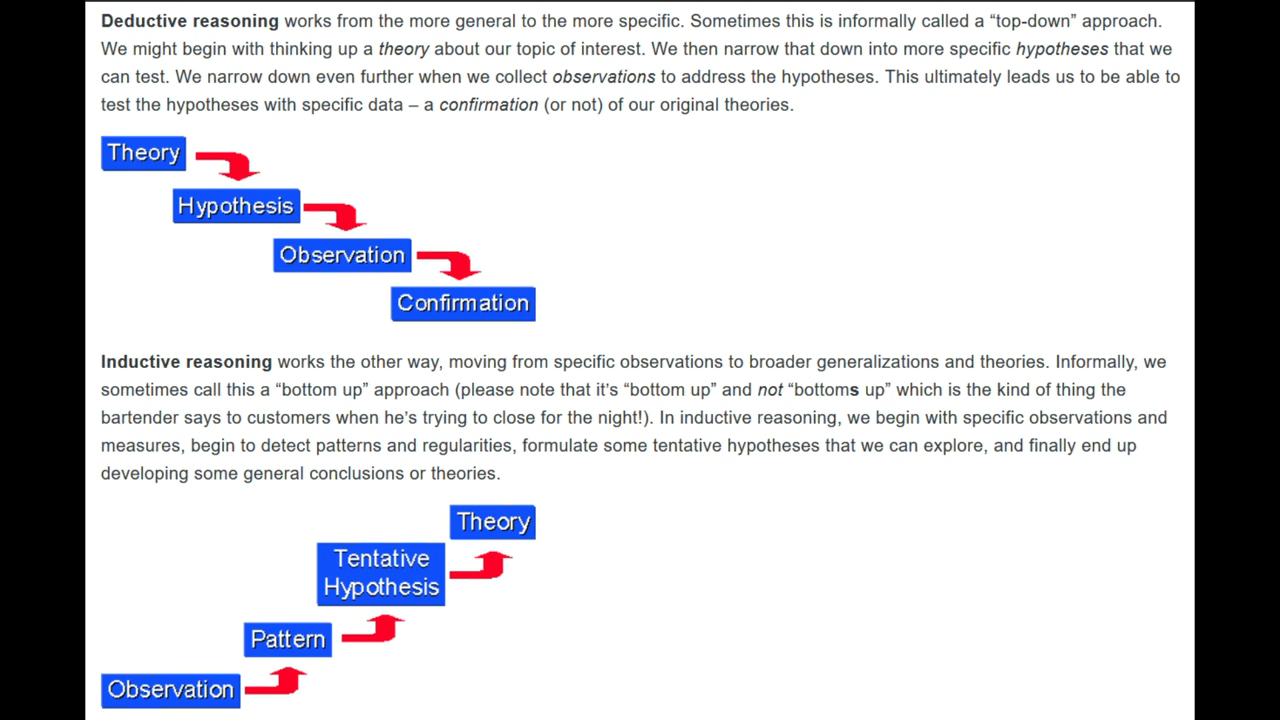 Deductive reasoning works from the more general to the more specific. Sometimes this is informally called a “top-down” approach.
We might begin with thinking up a theory about our topic of interest. We then narrow that down into more specific hypotheses that we
can test. We narrow down even further when we collect observations to address the hypotheses. This ultimately leads us to be able to
test the hypotheses with specific data – a confirmation (or not) of our original theories.
Theory
Hypothesis
Observation
Confirmation
Inductive reasoning works the other way, moving from specific observations to broader generalizations and theories. Informally, we
sometimes call this a “bottom up” approach (please note that it’s “bottom up” and not “bottoms up” which is the kind of thing the
bartender says to customers when he’s trying to close for the night!). In inductive reasoning, we begin with specific observations and
measures, begin to detect patterns and regularities, formulate some tentative hypotheses that we can explore, and finally end up
developing some general conclusions or theories.
Theory
Tentative
Hypothesis
Pattern
Observation